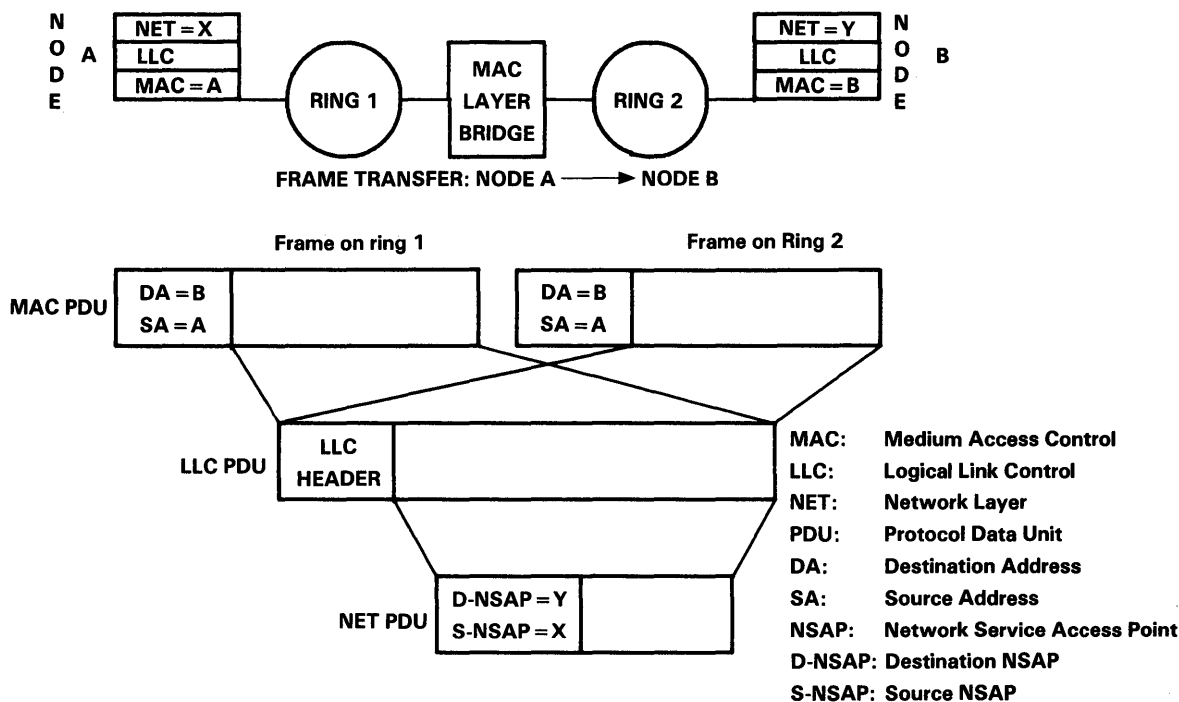 NODE A
NET = X
LLC
MAC = A
RING 1
MAC
LAYER
BRIDGE
RING 2
NET = Y
LLC
MAC = B
NODE B
FRAME TRANSFER: NODE A → NODE B
Frame on ring 1
Frame on Ring 2
MAC PDU
DA = B
SA = A
DA = B
SA = A
LLC PDU
LLC
HEADER
NET PDU
D-NSAP = Y
S-NSAP = X
MAC: Medium Access Control
LLC: Logical Link Control
NET: Network Layer
PDU: Protocol Data Unit
DA: Destination Address
SA: Source Address
NSAP: Network Service Access Point
D-NSAP: Destination NSAP
S-NSAP: Source NSAP